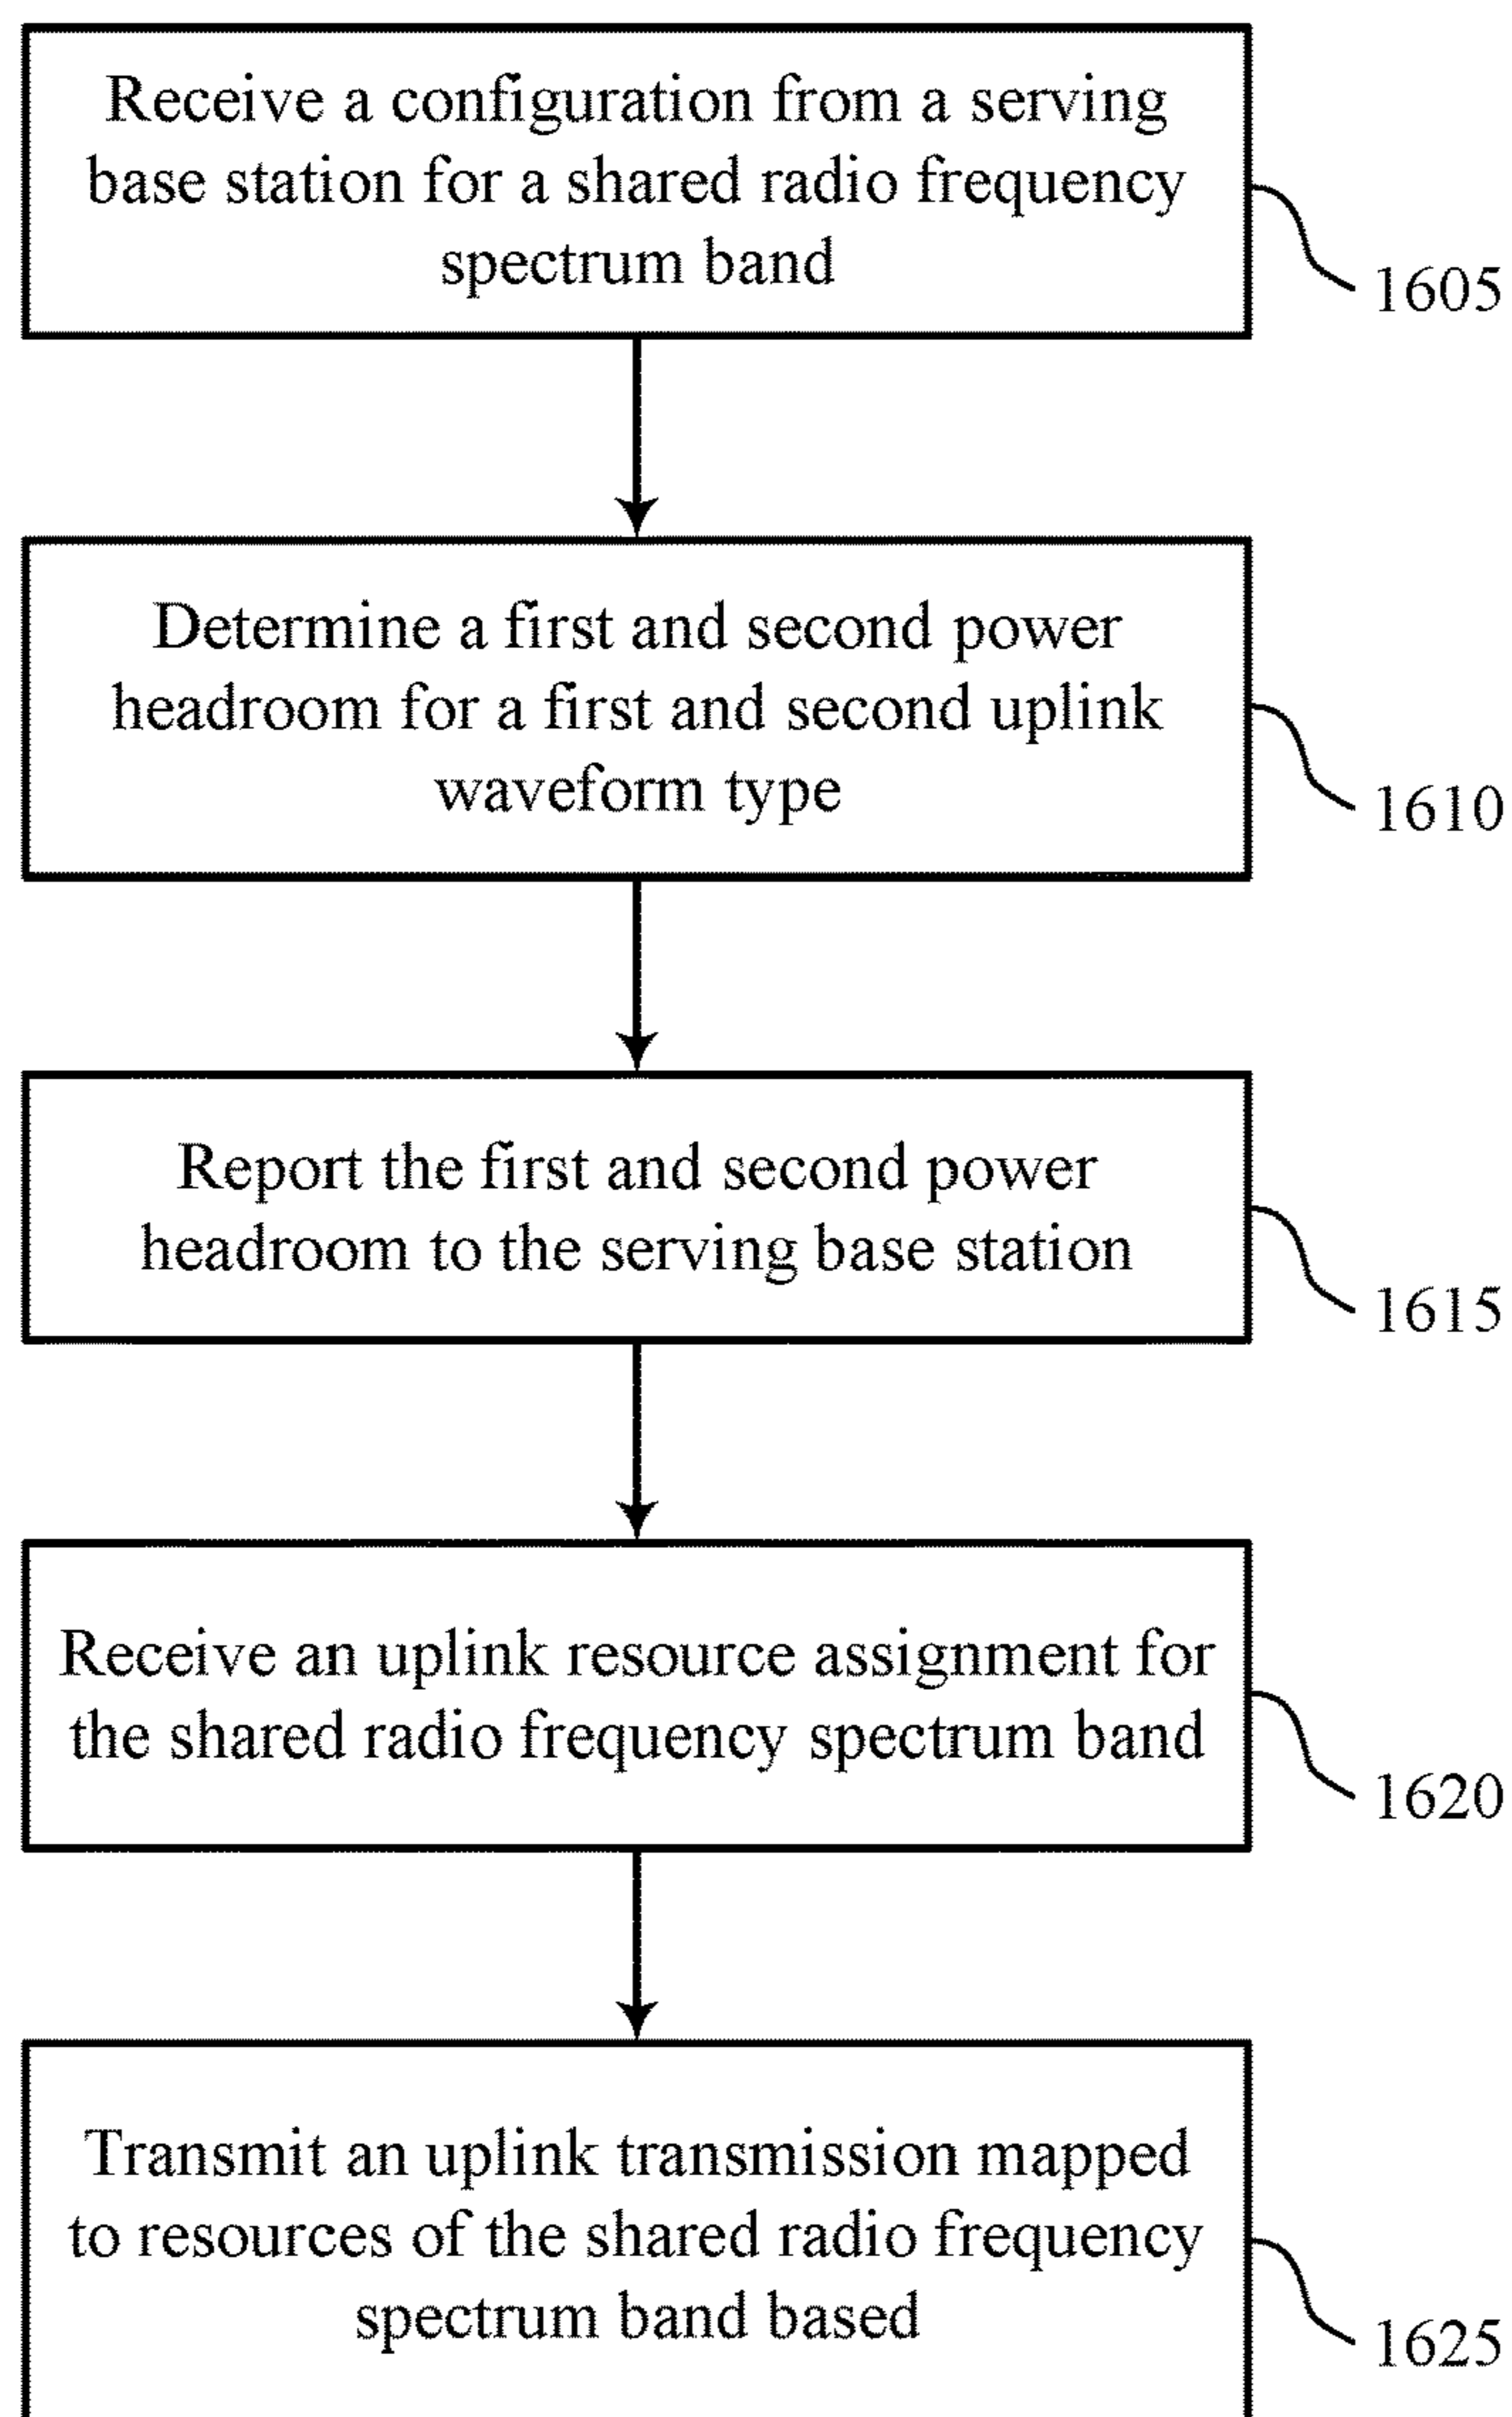 Receive a configuration from a serving
base station for a shared radio frequency
spectrum band
1605
Determine a first and second power
headroom for a first and second uplink
waveform type
1610
Report the first and second power
headroom to the serving base station
1615
Receive an uplink resource assignment for
the shared radio frequency spectrum band
1620
Transmit an uplink transmission mapped
to resources of the shared radio frequency
spectrum band based
1625